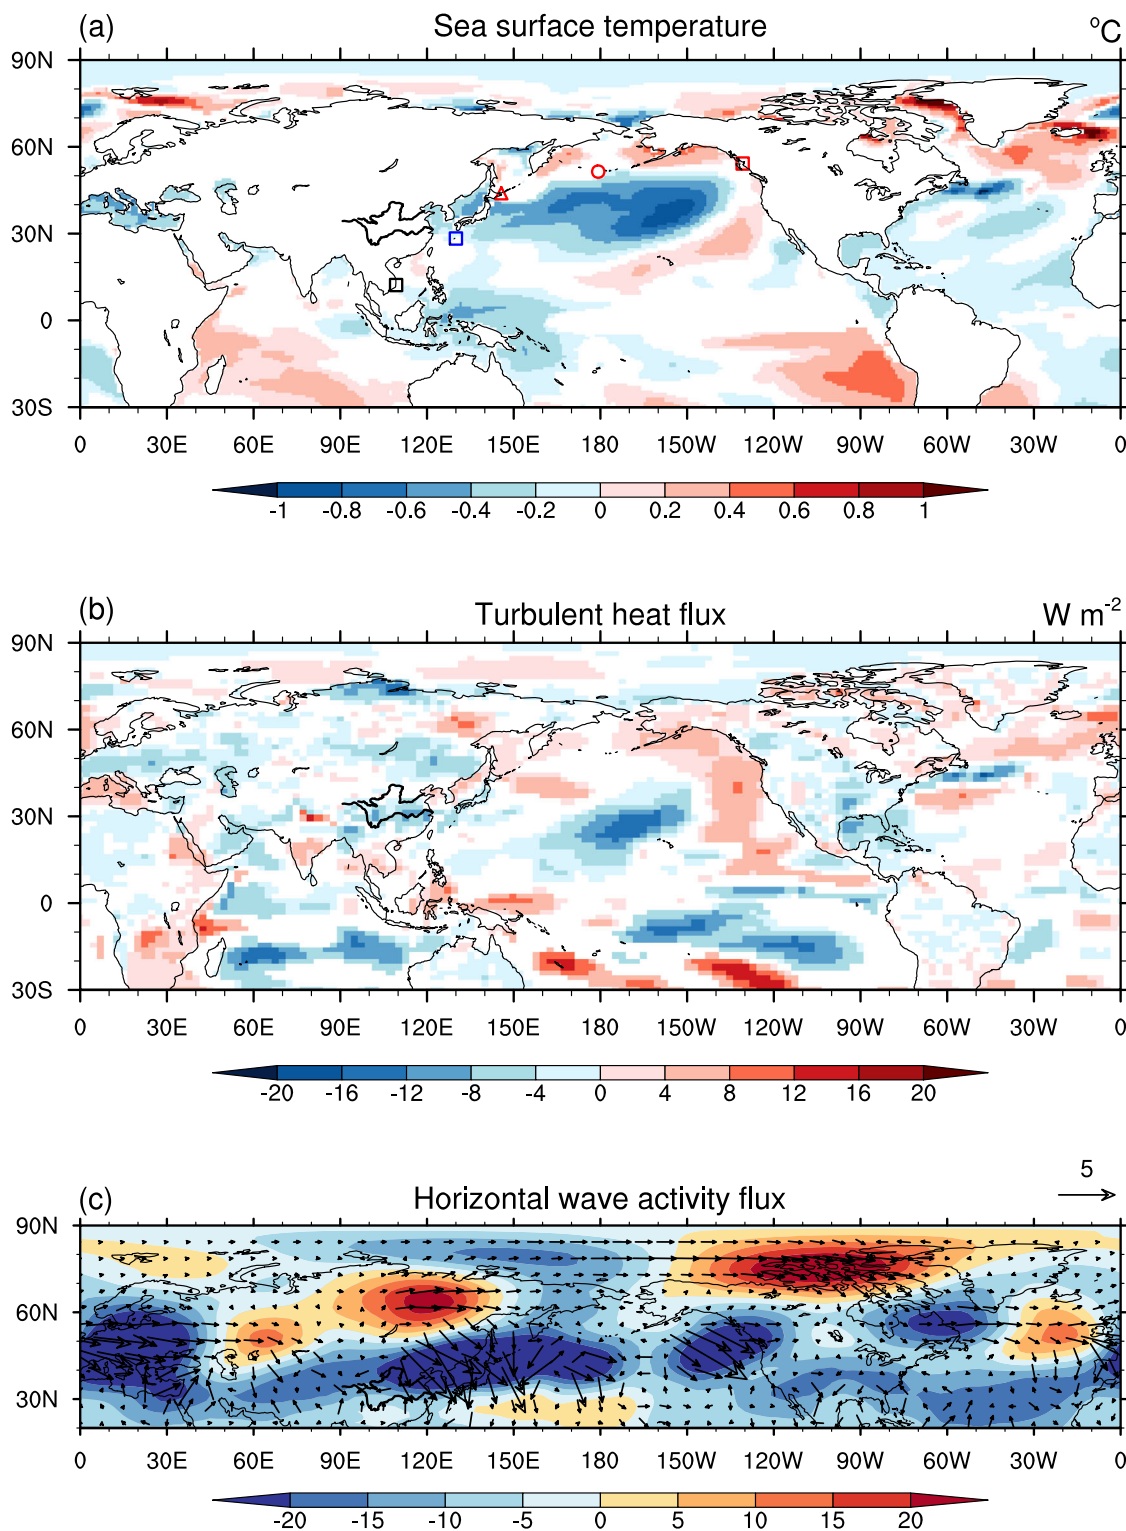 (a) Sea surface temperature °C
90N
60N
30N
0
30S
0 30E 60E 90E 120E 150E 180 150W 120W 90W 60W 30W 0
-1 -0.8 -0.6 -0.4 -0.2 0 0.2 0.4 0.6 0.8 1
(b) Turbulent heat flux W m-2
90N
60N
30N
0
30S
0 30E 60E 90E 120E 150E 180 150W 120W 90W 60W 30W 0
-20 -16 -12 -8 -4 0 4 8 12 16 20
5
(c) Horizontal wave activity flux
90N
60N
30N
0 30E 60E 90E 120E 150E 180 150W 120W 90W 60W 30W 0
-20 -15 -10 -5 0 5 10 15 20